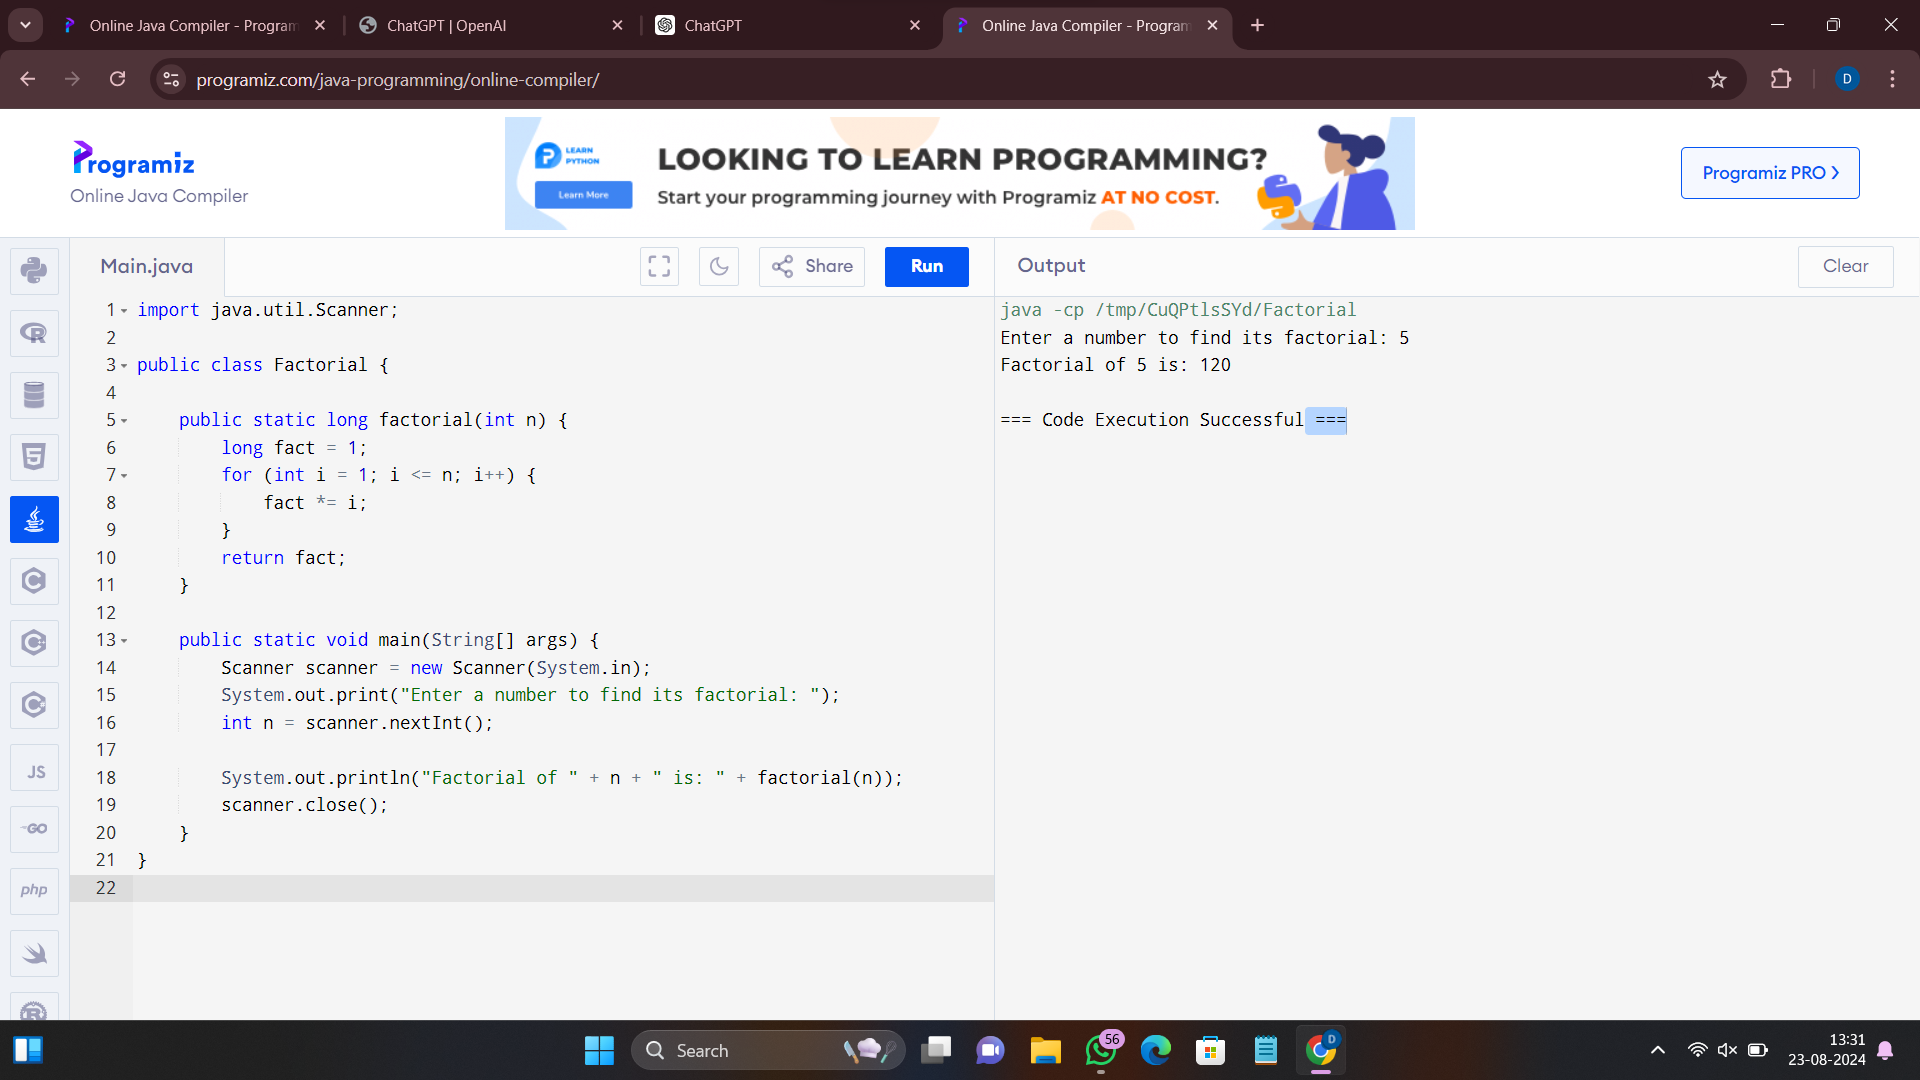 Online Java Compiler - Program
ChatGPT | OpenAI
ChatGPT
Online Java Compiler - Program
programiz.com/java-programming/online-compiler/
D
Programiz
Online Java Compiler
LEARN
PYTHON
Learn More
LOOKING TO LEARN PROGRAMMING?
Start your programming journey with Programiz AT NO COST.
Programiz PRO >
Main.java
Share
Run
Output
Clear
1 import java.util.Scanner;
2
3 public class Factorial {
4
5 public static long factorial(int n) {
6 long fact = 1;
7 for (int i = 1; i <= n; i++) {
8 fact *= i;
9 }
10 return fact;
11 }
12
13 public static void main(String[] args) {
14 Scanner scanner = new Scanner(System.in);
15 System.out.print("Enter a number to find its factorial: ");
16 int n = scanner.nextInt();
17
18 System.out.println("Factorial of " + n + " is: " + factorial(n));
19 scanner.close();
20 }
21 }
22
java -cp /tmp/CuQPtlsSYd/Factorial
Enter a number to find its factorial: 5
Factorial of 5 is: 120
=== Code Execution Successful ===
R
5
C
C
C
JS
GO
php
R
Search
56
D
13:31
23-08-2024